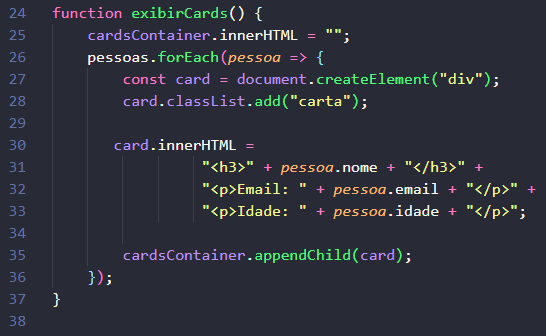 24 function exibirCards() {
25     cardsContainer.innerHTML = "";
26     pessoas.forEach(pessoa => {
27         const card = document.createElement("div");
28         card.classList.add("carta");
29
30        card.innerHTML =
31                  "<h3>" + pessoa.nome + "</h3>" +
32                  "<p>Email: " + pessoa.email + "</p>" +
33                  "<p>Idade: " + pessoa.idade + "</p>";
34
35         cardsContainer.appendChild(card);
36     });
37 }
38